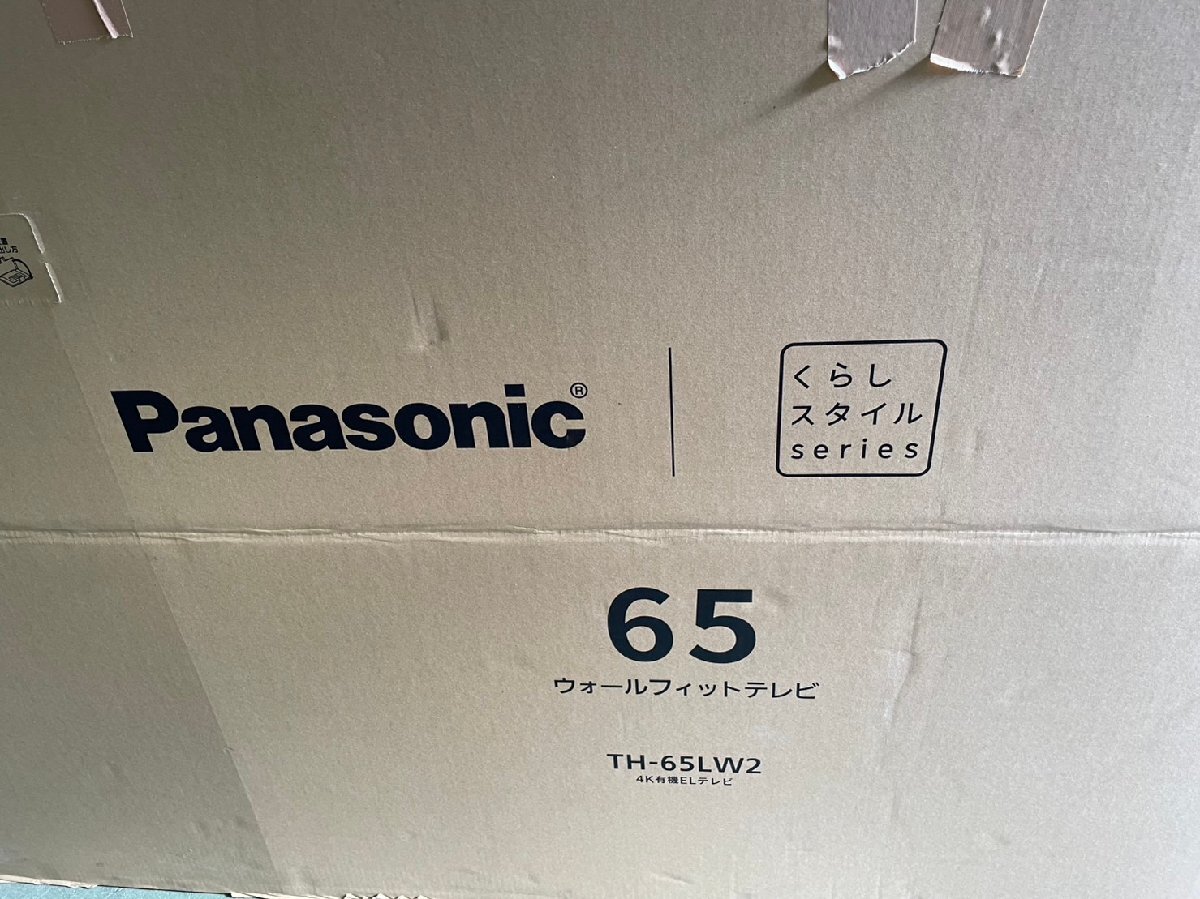 Panasonic®
くらし
スタイル
series
65
ウォールフィットテレビ
TH-65LW2
4K有機ELテレビ